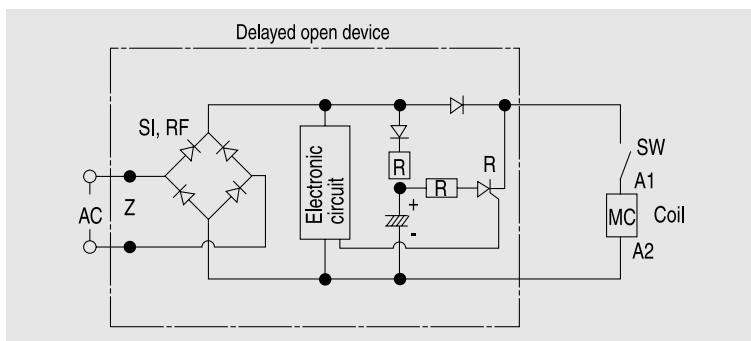 Delayed open device
SI, RF
Z
AC
Electronic
circuit
R
R
R
+
-
SW
A1
MC
Coil
A2